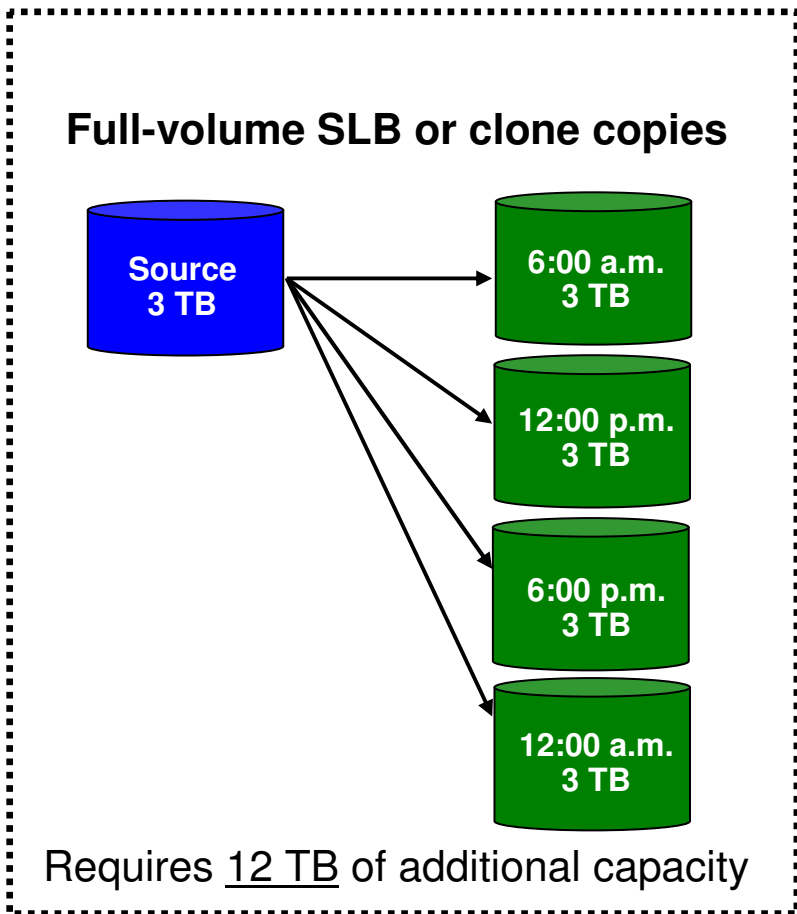 Full-volume SLB or clone copies
Source
3 TB
6:00 a.m.
3 TB
12:00 p.m.
3 TB
6:00 p.m.
3 TB
12:00 a.m.
3 TB
Requires 12 TB of additional capacity